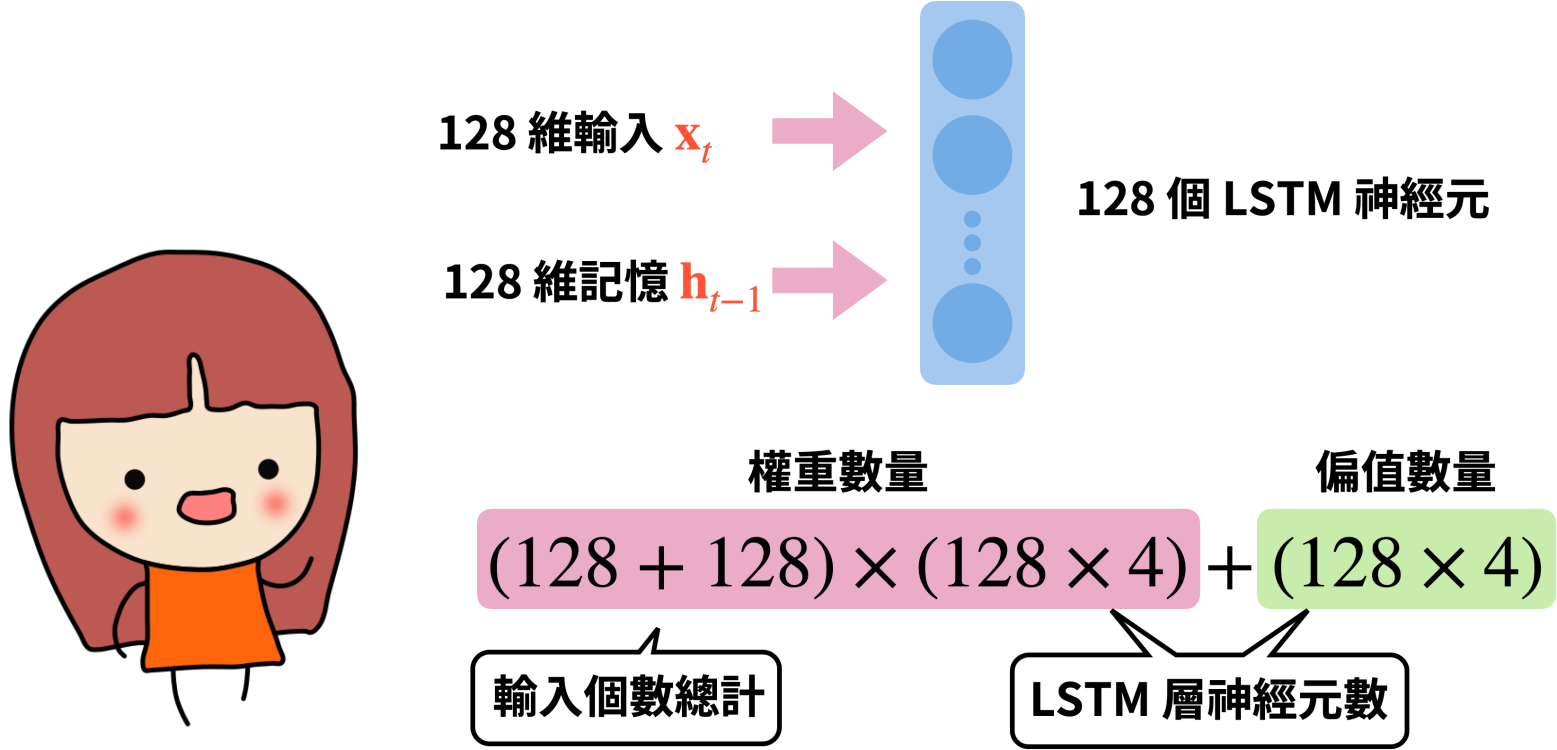 128 維輸入 xₜ
128 維記憶 hₜ₋₁
128 個 LSTM 神經元
權重數量
偏值數量
(128 + 128) × (128 × 4) + (128 × 4)
輸入個數總計
LSTM 層神經元數